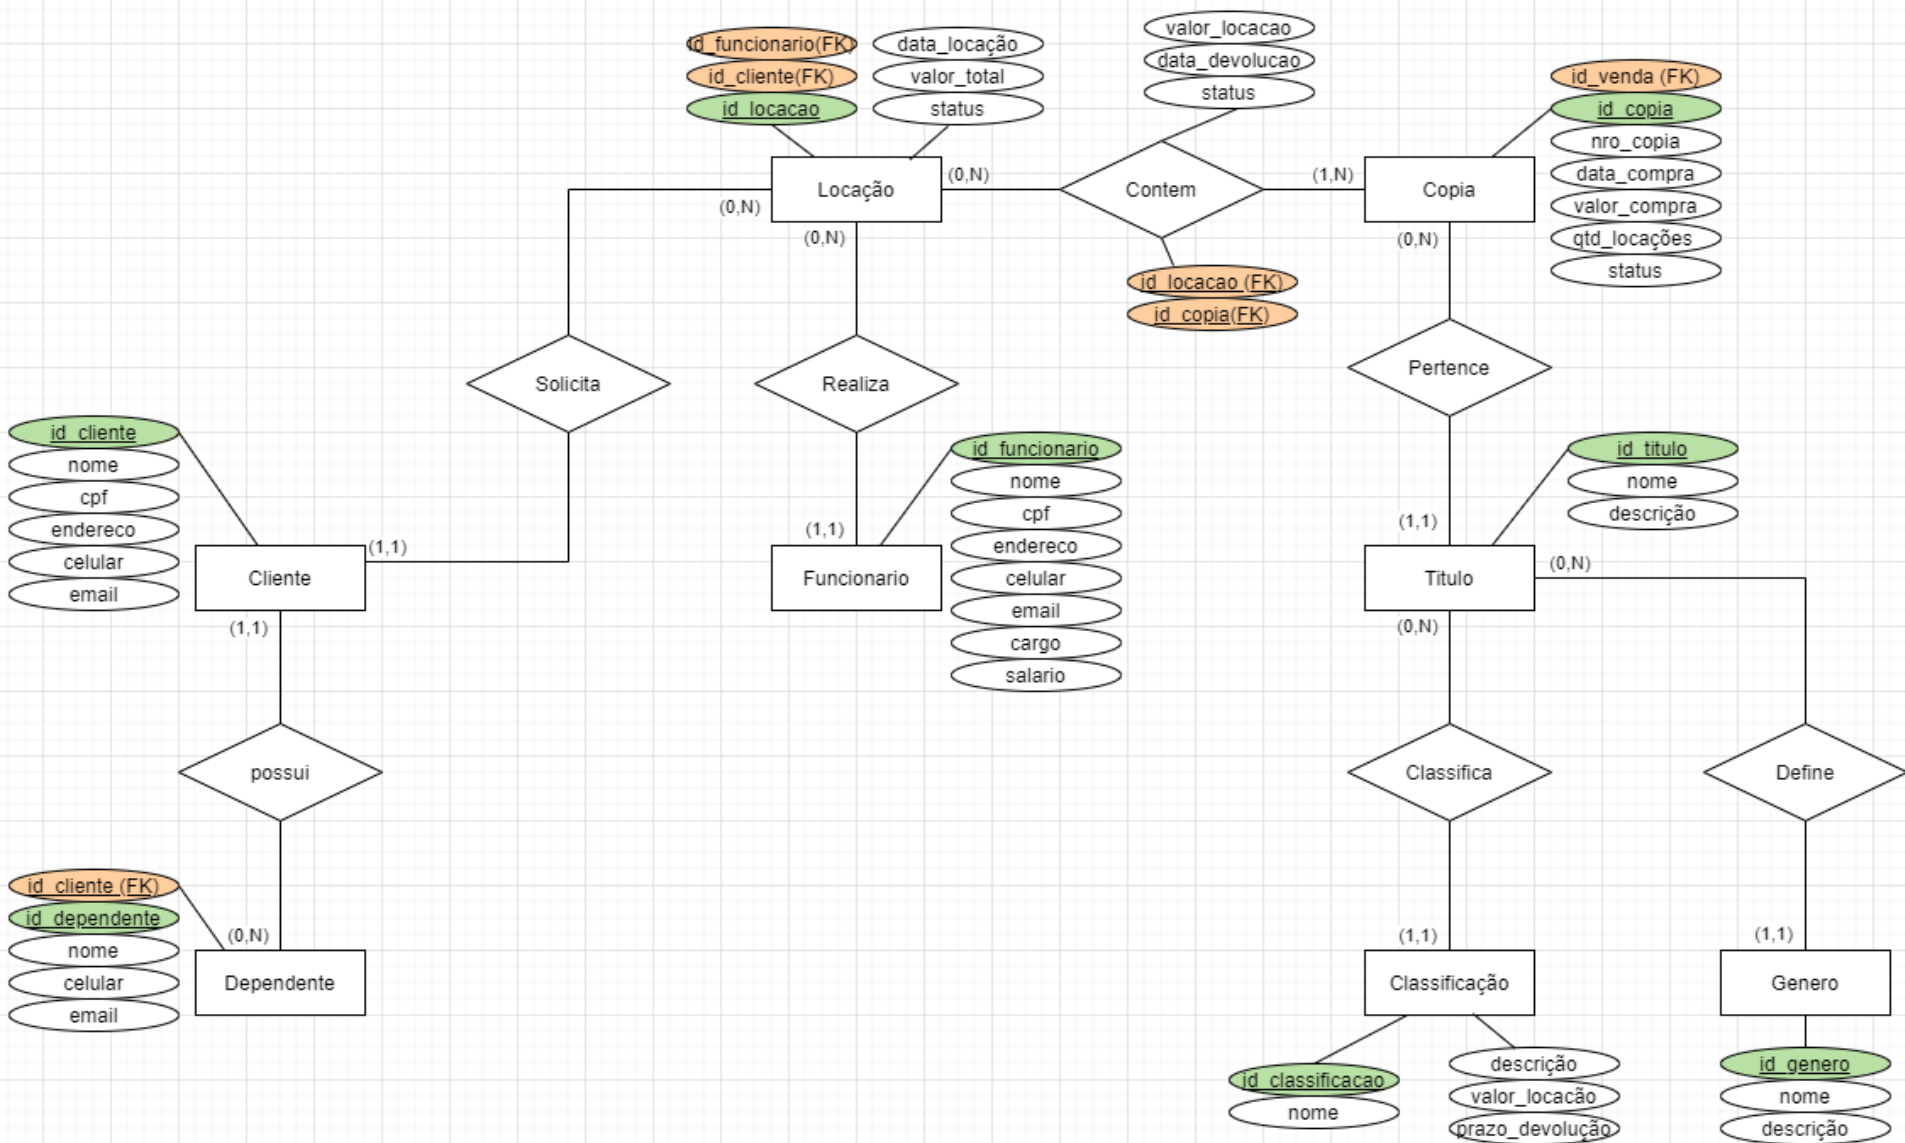 id_funcionario(FK)
id_cliente(FK)
id_locacao
data_locação
valor_total
status
valor_locacao
data_devolucao
status
id_venda (FK)
id_copia
nro_copia
data_compra
valor_compra
qtd_locações
status
Locação
(0,N)
(0,N)
(0,N)
Contem
(1,N)
Copia
(0,N)
id_locacao (FK)
id_copia(FK)
Solicita
Realiza
Pertence
id_cliente
nome
cpf
endereco
celular
email
(1,1)
Cliente
(1,1)
(1,1)
Funcionario
id_funcionario
nome
cpf
endereco
celular
email
cargo
salario
(1,1)
Titulo
(0,N)
(0,N)
id_titulo
nome
descrição
possui
Classifica
Define
id_cliente (FK)
id_dependente
nome
celular
email
(0,N)
Dependente
(1,1)
Classificação
(1,1)
Genero
id_classificacao
nome
descrição
valor_locacão
prazo_devolução
id_genero
nome
descrição